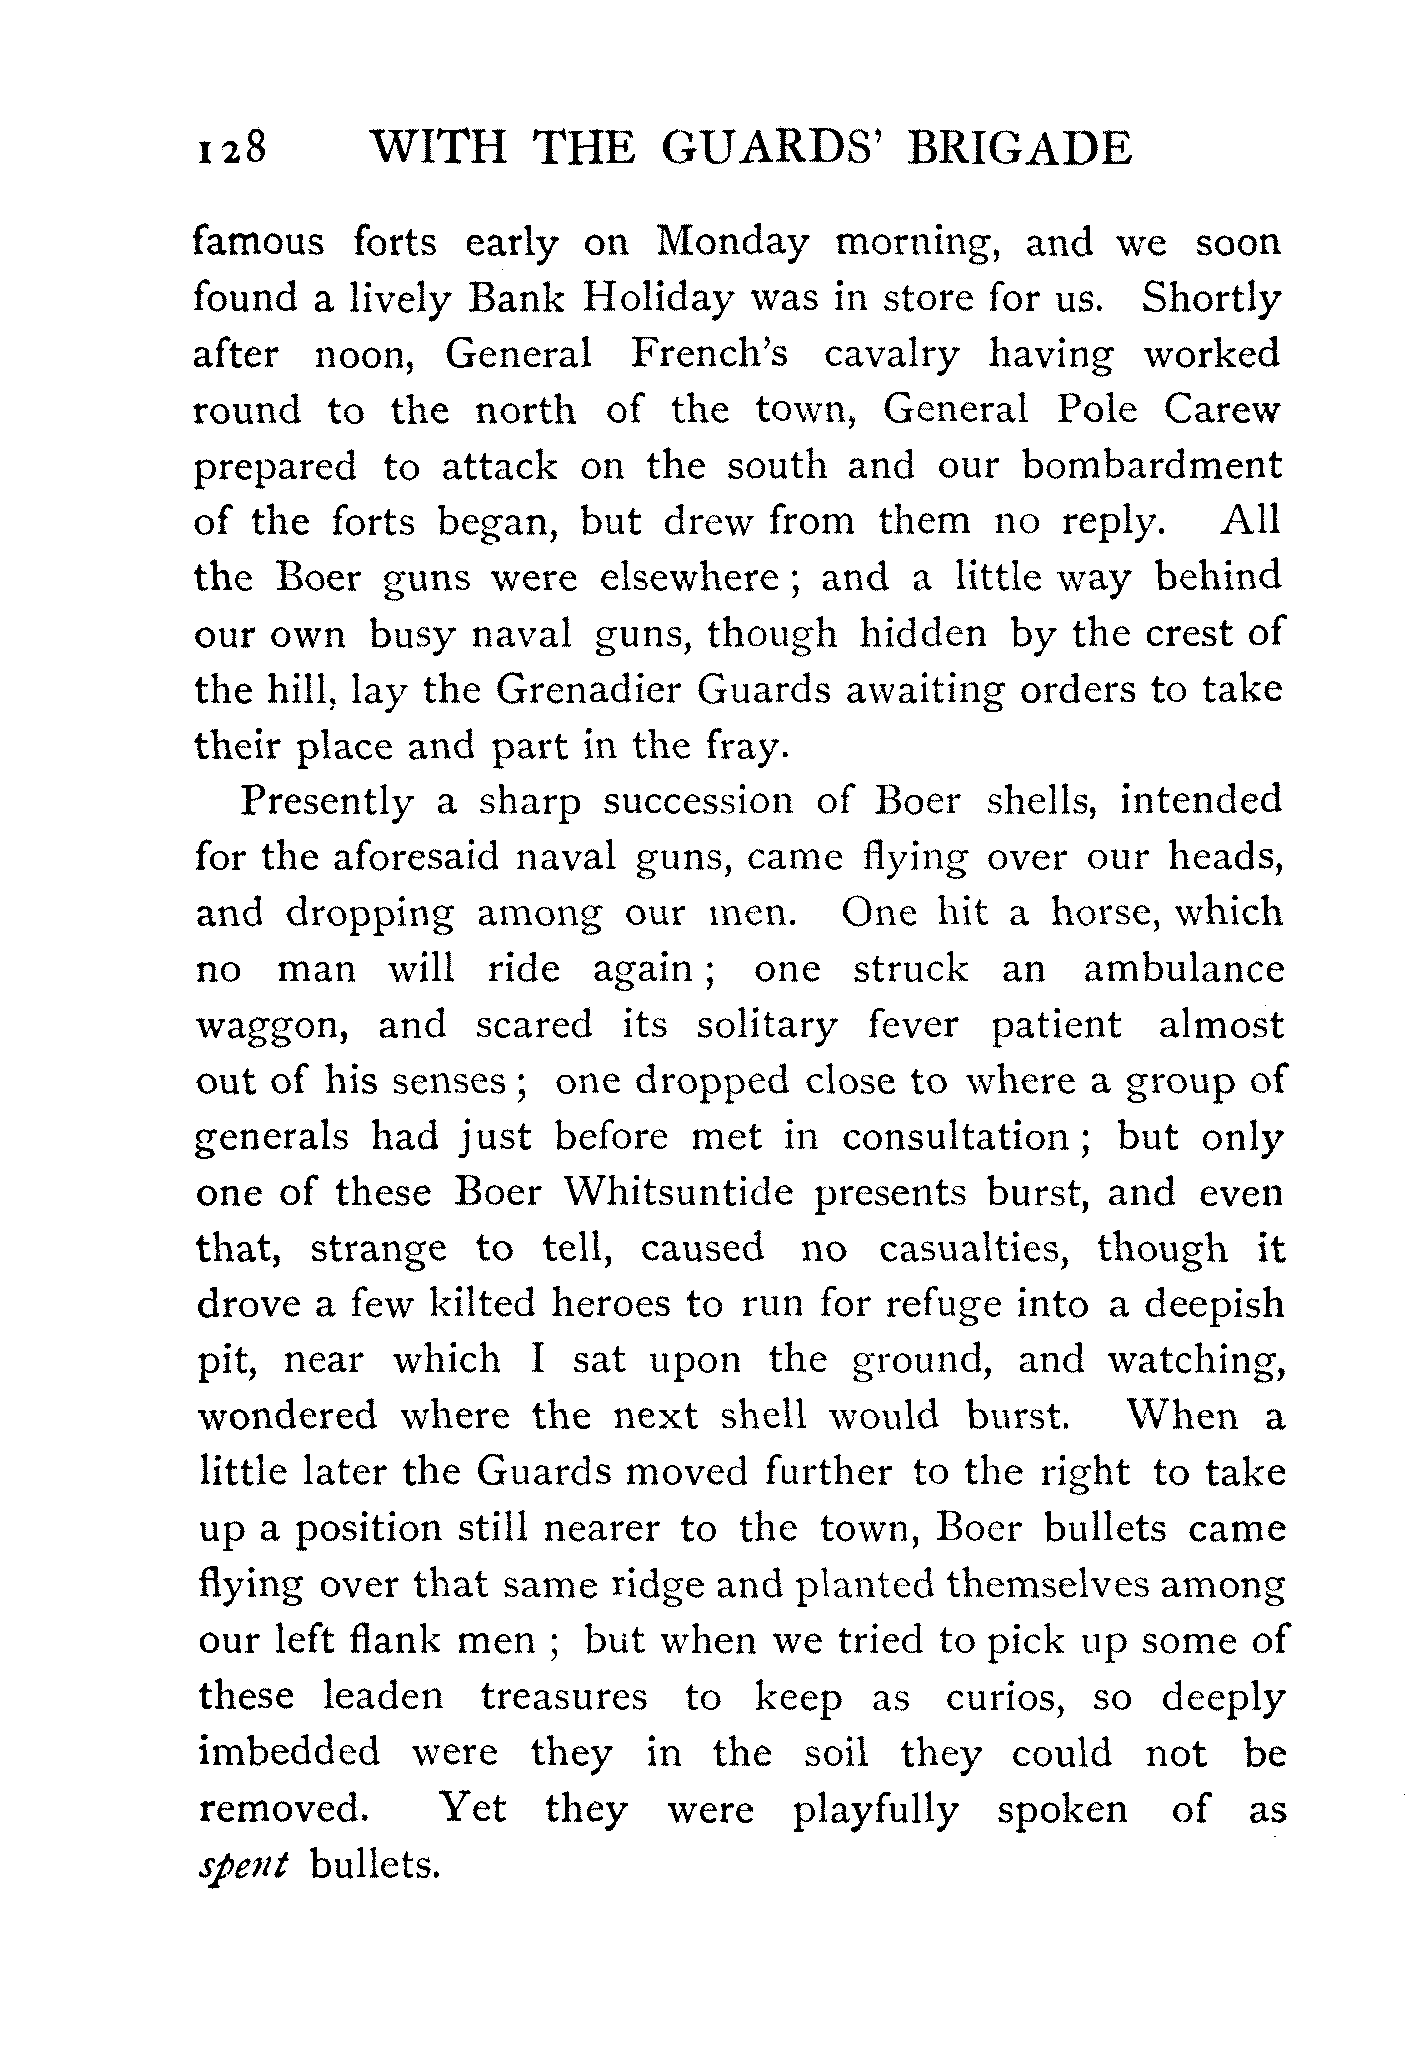 128 WITH THE GUARDS' BRIGADE
famous forts early on Monday morning, and we soon
found a lively Bank Holiday was in store for us. Shortly
after noon, General French's cavalry having worked
round to the north of the town, General Pole Carew
prepared to attack on the south and our bombardment
of the forts began, but drew from them no reply. All
the Boer guns were elsewhere ; and a little way behind
our own busy naval guns, though hidden by the crest of
the hill, lay the Grenadier Guards awaiting orders to take
their place and part in the fray.
Presently a sharp succession of Boer shells, intended
for the aforesaid naval guns, came flying over our heads,
and dropping among our men. One hit a horse, which
no man will ride again ; one struck an ambulance
waggon, and scared its solitary fever patient almost
out of his senses ; one dropped close to where a group of
generals had just before met in consultation ; but only
one of these Boer Whitsuntide presents burst, and even
that, strange to tell, caused no casualties, though it
drove a few kilted heroes to run for refuge into a deepish
pit, near which I sat upon the ground, and watching,
wondered where the next shell would burst. When a
little later the Guards moved further to the right to take
up a position still nearer to the town, Boer bullets came
flying over that same ridge and planted themselves among
our left flank men ; but when we tried to pick up some of
these leaden treasures to keep as curios, so deeply
imbedded were they in the soil they could not be
removed. Yet they were playfully spoken of as
spent bullets.